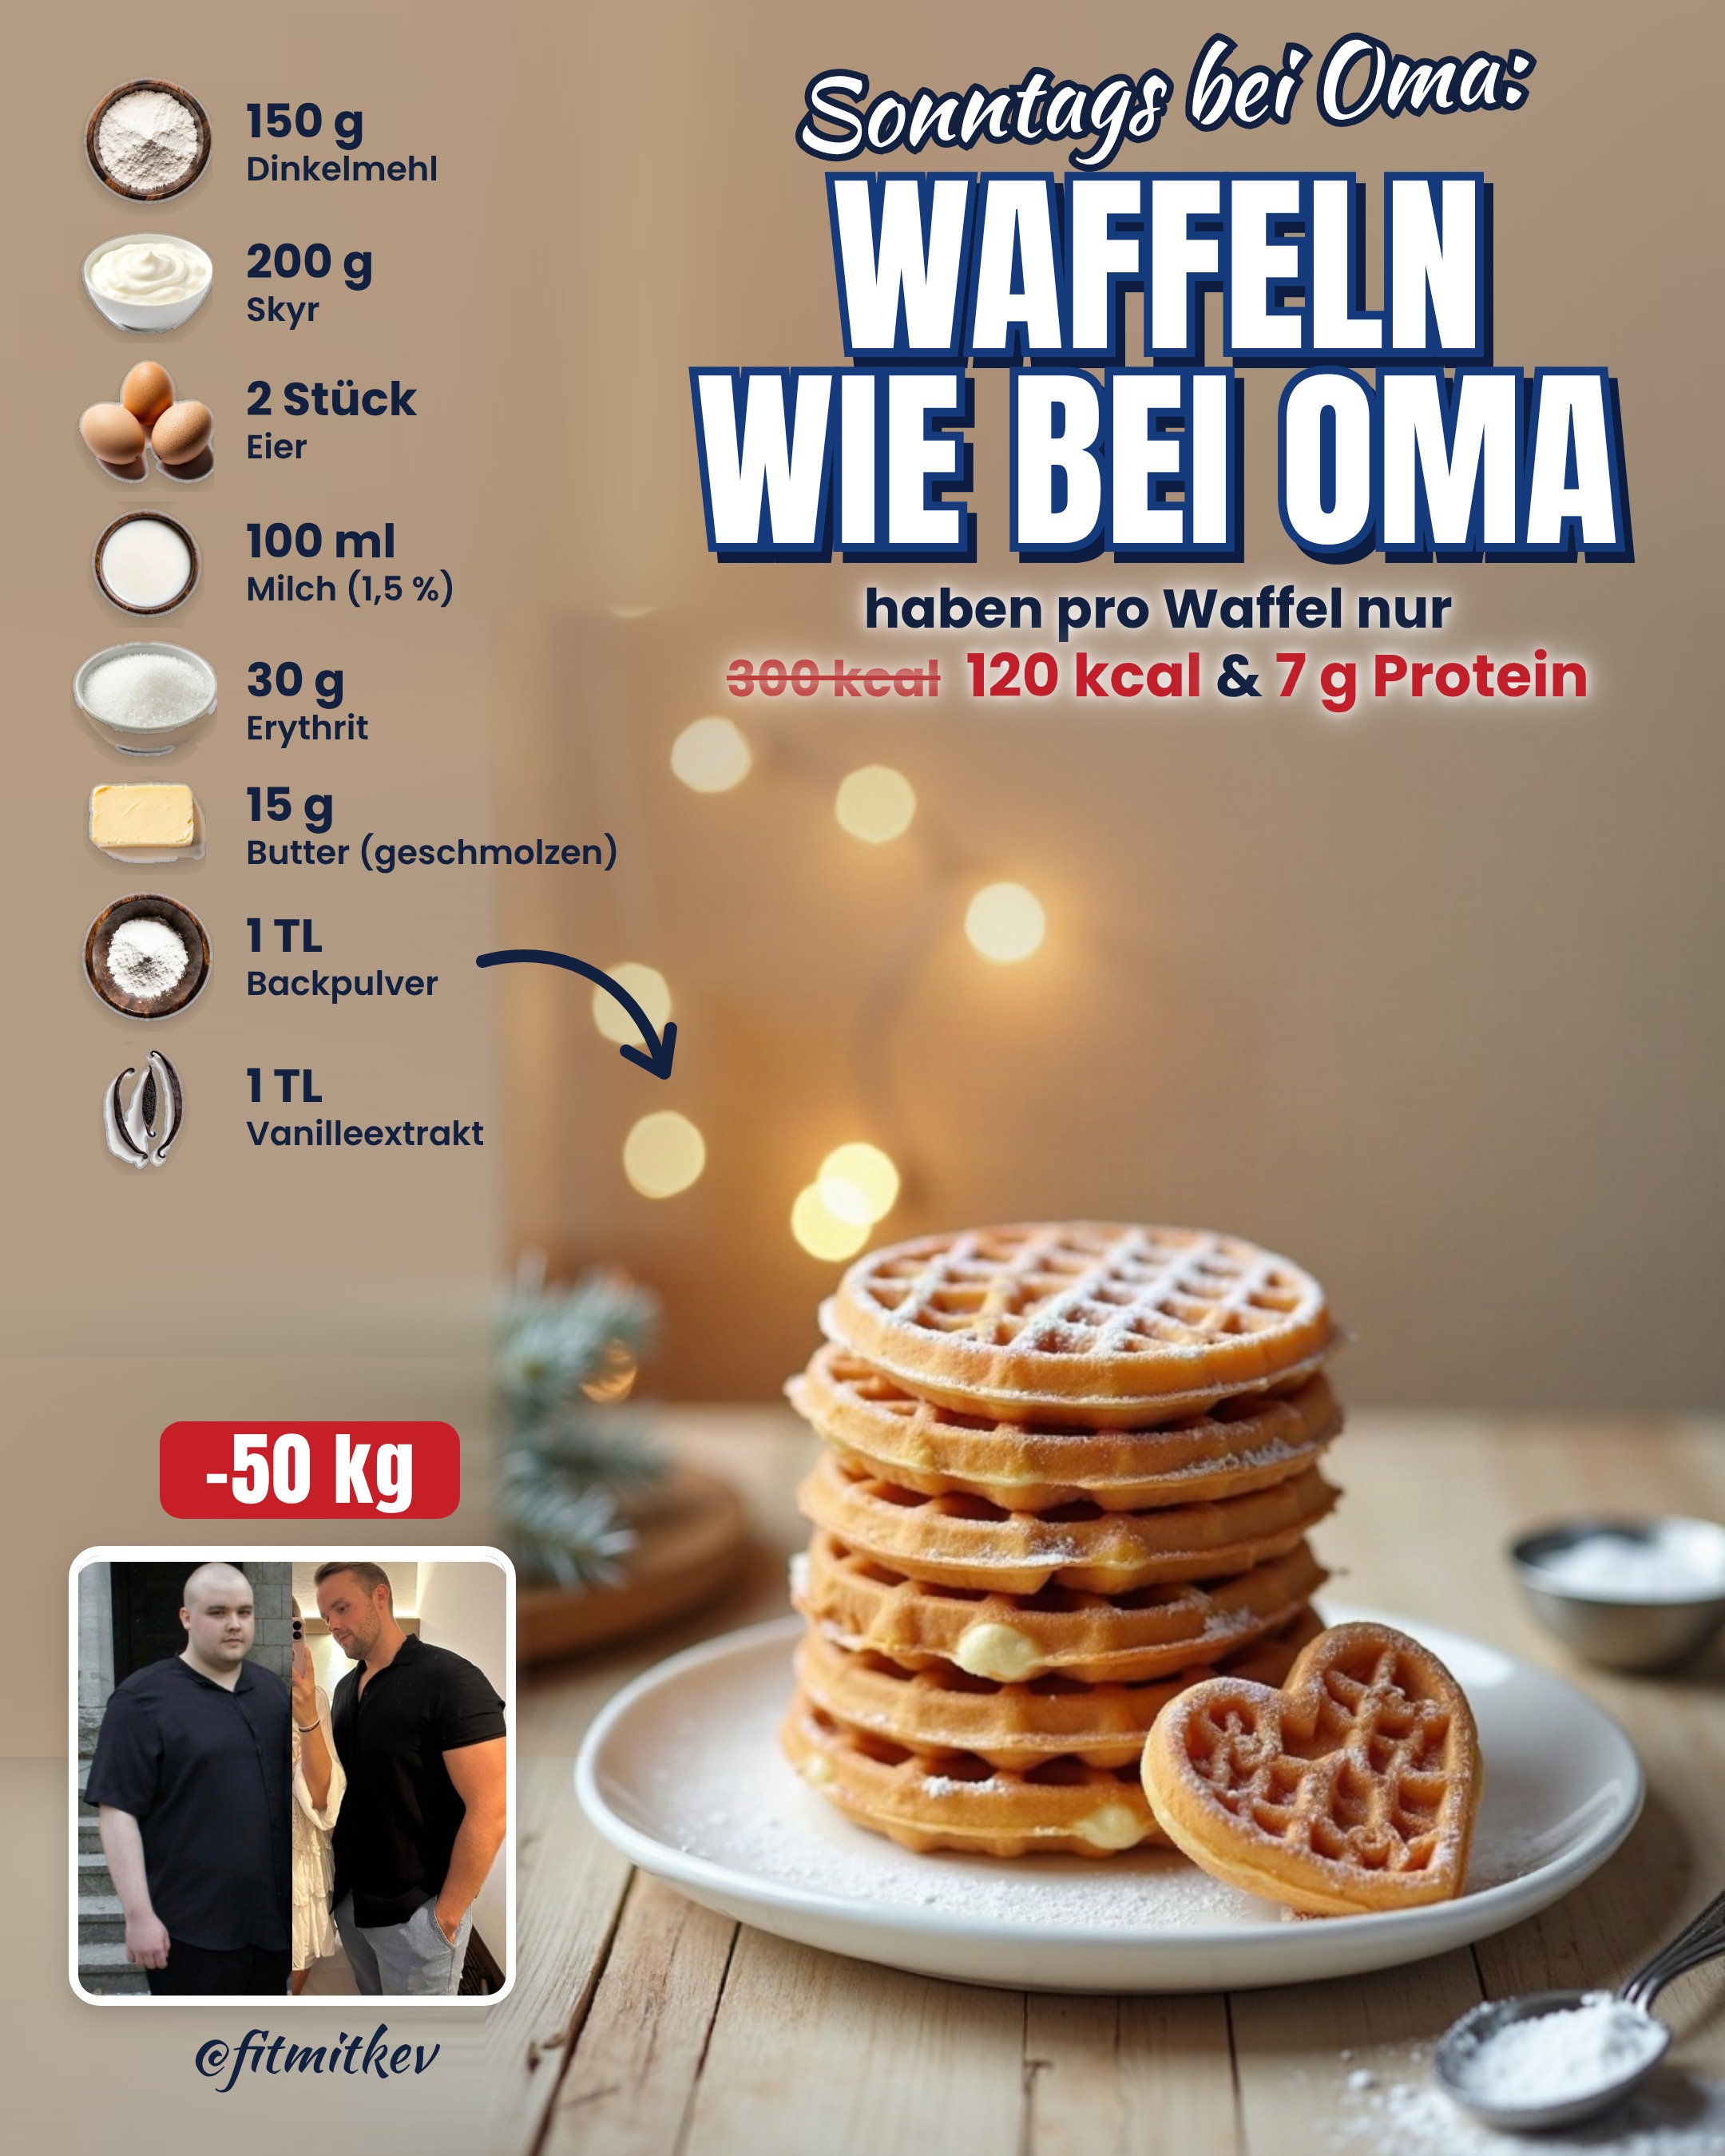 Sonntags bei Oma:
WAFFELN
WIE BEI OMA
haben pro Waffel nur
300 kcal 120 kcal & 7 g Protein
150 g
Dinkelmehl
200 g
Skyr
2 Stück
Eier
100 ml
Milch (1,5 %)
30 g
Erythrit
15 g
Butter (geschmolzen)
1 TL
Backpulver
1 TL
Vanilleextrakt
-50 kg
@fitmitkev